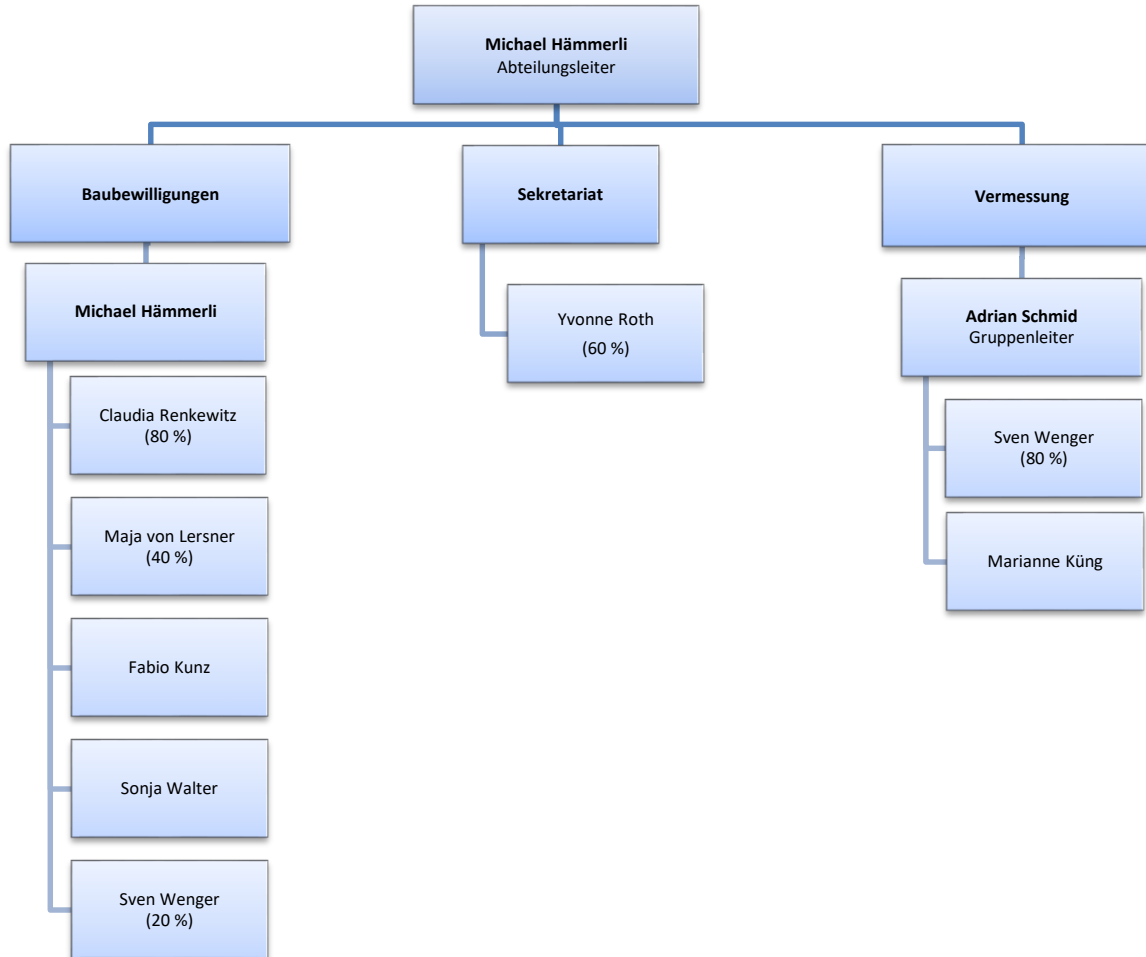 Michael Hämmerli
Abteilungsleiter
Baubewilligungen
Sekretariat
Vermessung
Michael Hämmerli
Claudia Renkewitz
(80 %)
Maja von Lersner
(40 %)
Fabio Kunz
Sonja Walter
Sven Wenger
(20 %)
Yvonne Roth
(60 %)
Adrian Schmid
Gruppenleiter
Sven Wenger
(80 %)
Marianne Küng